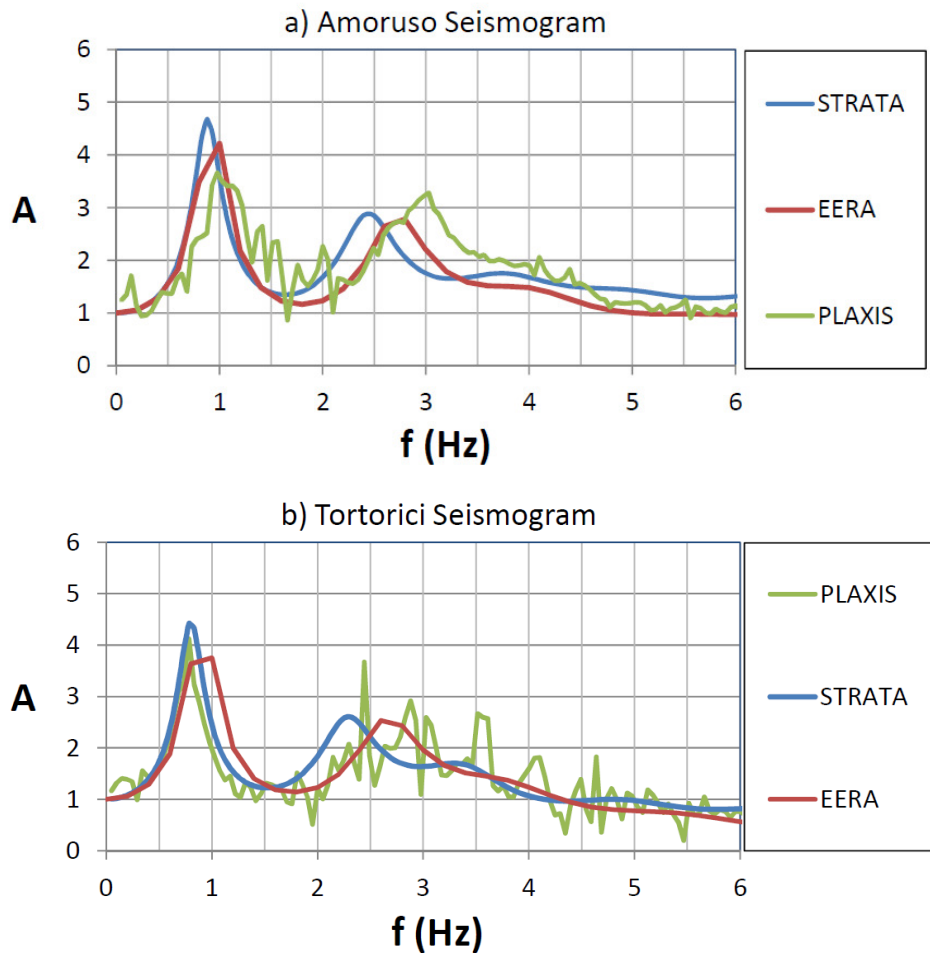 a) Amoruso Seismogram
6
5
4
3
2
1
0
A
0 1 2 3 4 5 6
f (Hz)
STRATA
EERA
PLAXIS
b) Tortorici Seismogram
6
5
4
3
2
1
0
A
0 1 2 3 4 5 6
f (Hz)
PLAXIS
STRATA
EERA